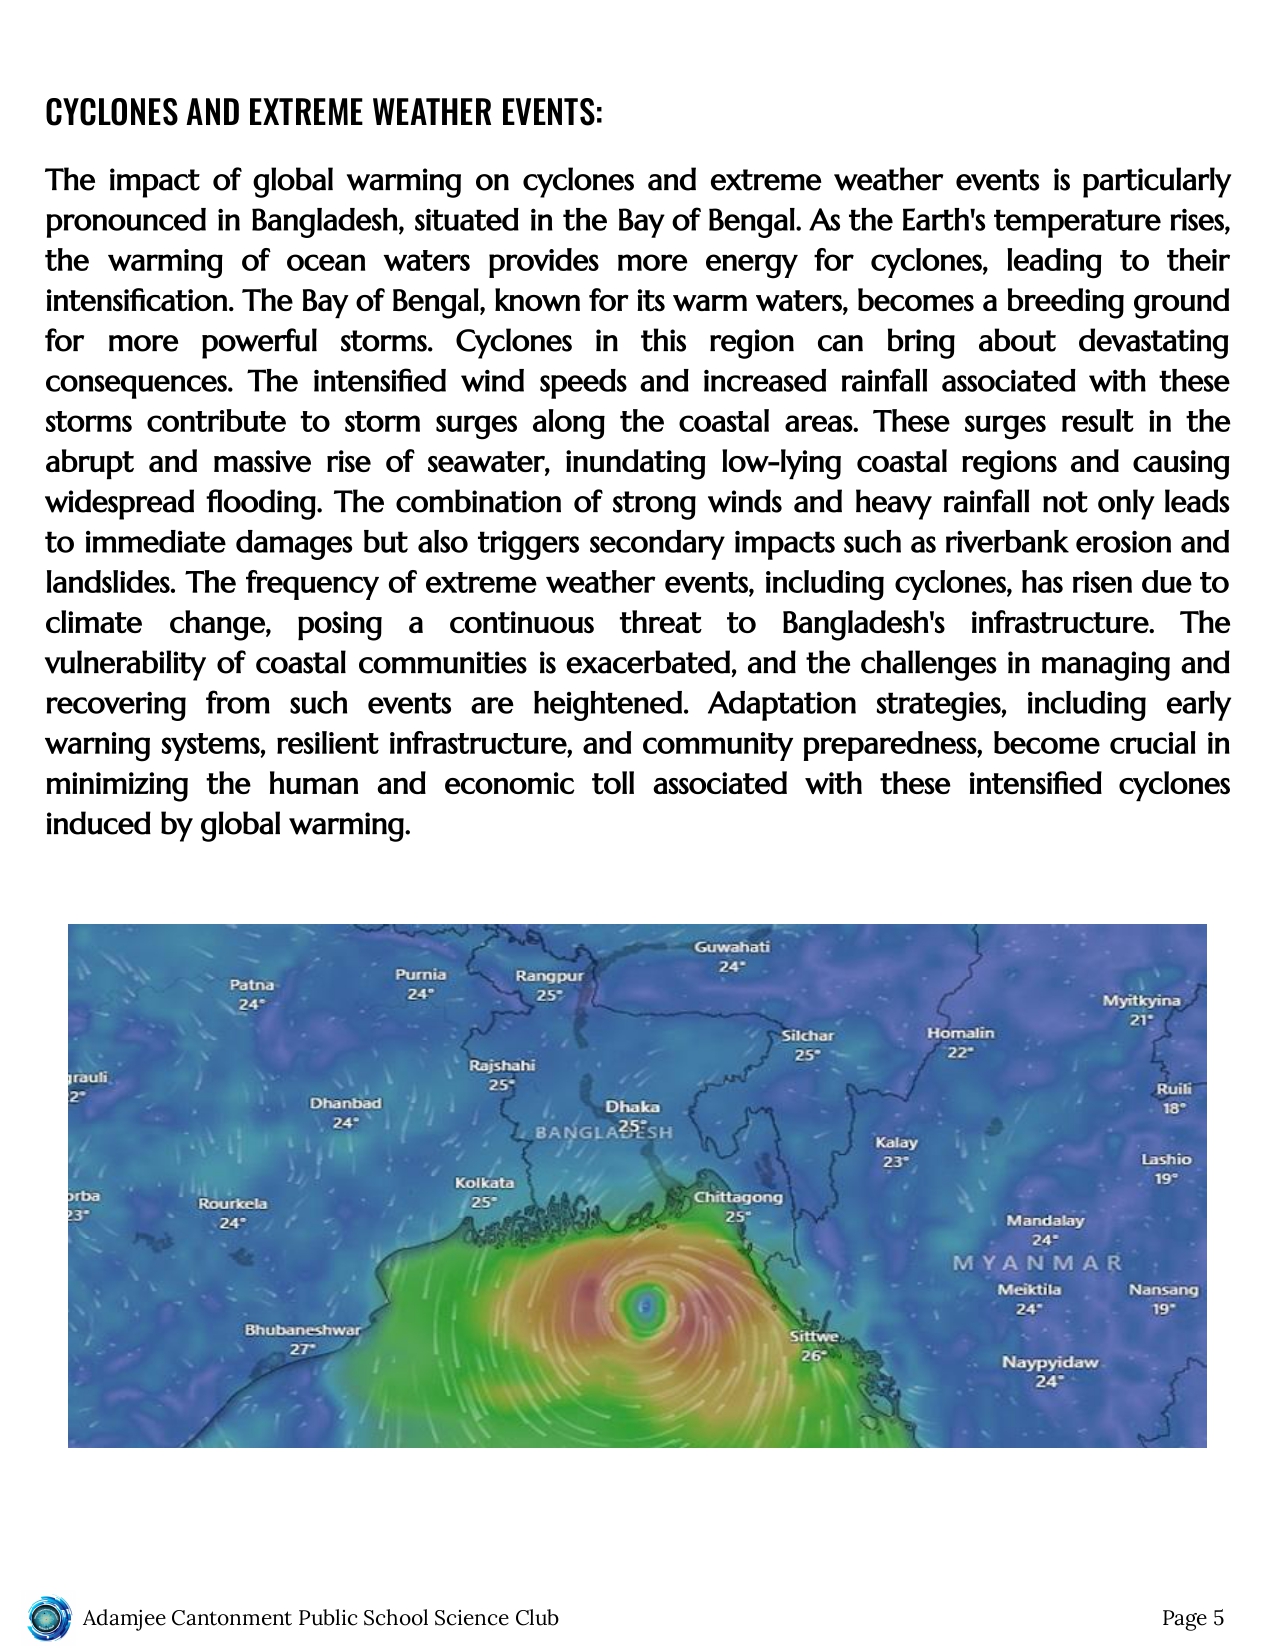 CYCLONES AND EXTREME WEATHER EVENTS:
The impact of global warming on cyclones and extreme weather events is particularly
pronounced in Bangladesh, situated in the Bay of Bengal. As the Earth's temperature rises,
the warming of ocean waters provides more energy for cyclones, leading to their
intensification. The Bay of Bengal, known for its warm waters, becomes a breeding ground
for more powerful storms. Cyclones in this region can bring about devastating
consequences. The intensified wind speeds and increased rainfall associated with these
storms contribute to storm surges along the coastal areas. These surges result in the
abrupt and massive rise of seawater, inundating low-lying coastal regions and causing
widespread flooding. The combination of strong winds and heavy rainfall not only leads
to immediate damages but also triggers secondary impacts such as riverbank erosion and
landslides. The frequency of extreme weather events, including cyclones, has risen due to
climate change, posing a continuous threat to Bangladesh's infrastructure. The
vulnerability of coastal communities is exacerbated, and the challenges in managing and
recovering from such events are heightened. Adaptation strategies, including early
warning systems, resilient infrastructure, and community preparedness, become crucial in
minimizing the human and economic toll associated with these intensified cyclones
induced by global warming.
Guwahati
24°
Patna
24°
Purnia
24°
Rangpur
25°
Myitkyina
21°
Silchar
25°
Homalin
22°
Rajshahi
25°
grauli
2°
Dhanbad
24°
Dhaka
25°
BANGLADESH
Ruili
18°
Kalay
23°
Lashio
19°
Kolkata
25°
orba
23°
Rourkela
24°
Chittagong
25°
Mandalay
24°
MYANMAR
Meiktila
24°
Nansang
19°
Bhubaneshwar
27°
Sittwe
26°
Naypyidaw
24°
Adamjee Cantonment Public School Science Club
Page 5